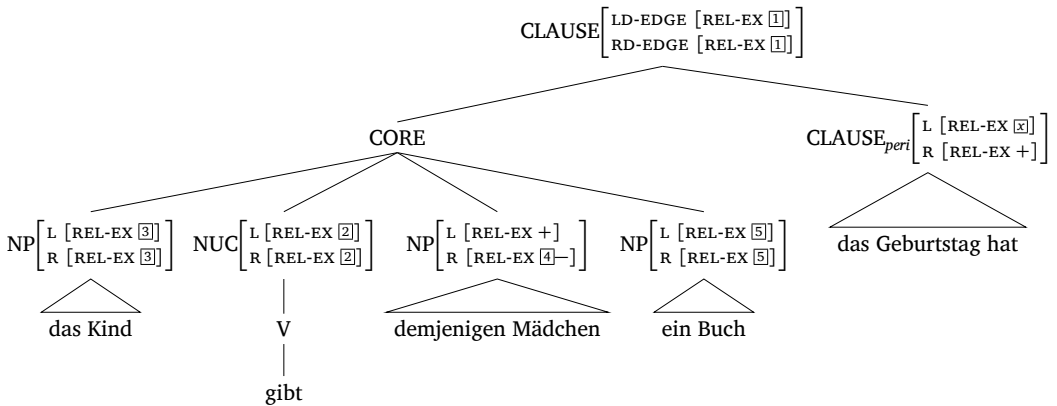 CLAUSE[LD-EDGE [REL-EX 1]
RD-EDGE [REL-EX 1]]
CORE
CLAUSEperi[L [REL-EX x]
R [REL-EX +]]
NP[L [REL-EX 3]
R [REL-EX 3]]
NUC[L [REL-EX 2]
R [REL-EX 2]]
NP[L [REL-EX +]
R [REL-EX 4–]]
NP[L [REL-EX 5]
R [REL-EX 5]]
das Geburtstag hat
das Kind
V
demjenigen Mädchen
ein Buch
gibt